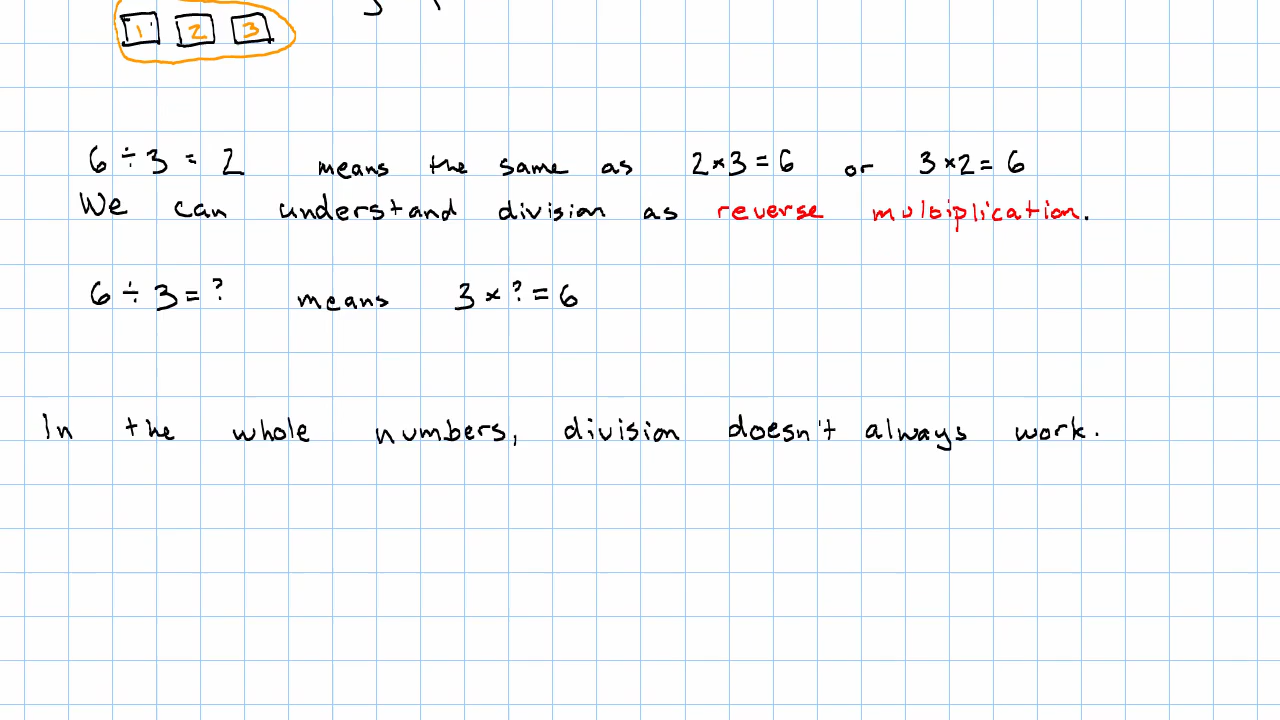 1 2 3
6 ÷ 3 = 2 means the same as 2 × 3 = 6 or 3 × 2 = 6
We can understand division as reverse multiplication.
6 ÷ 3 = ? means 3 × ? = 6
In the whole numbers, division doesn't always work.